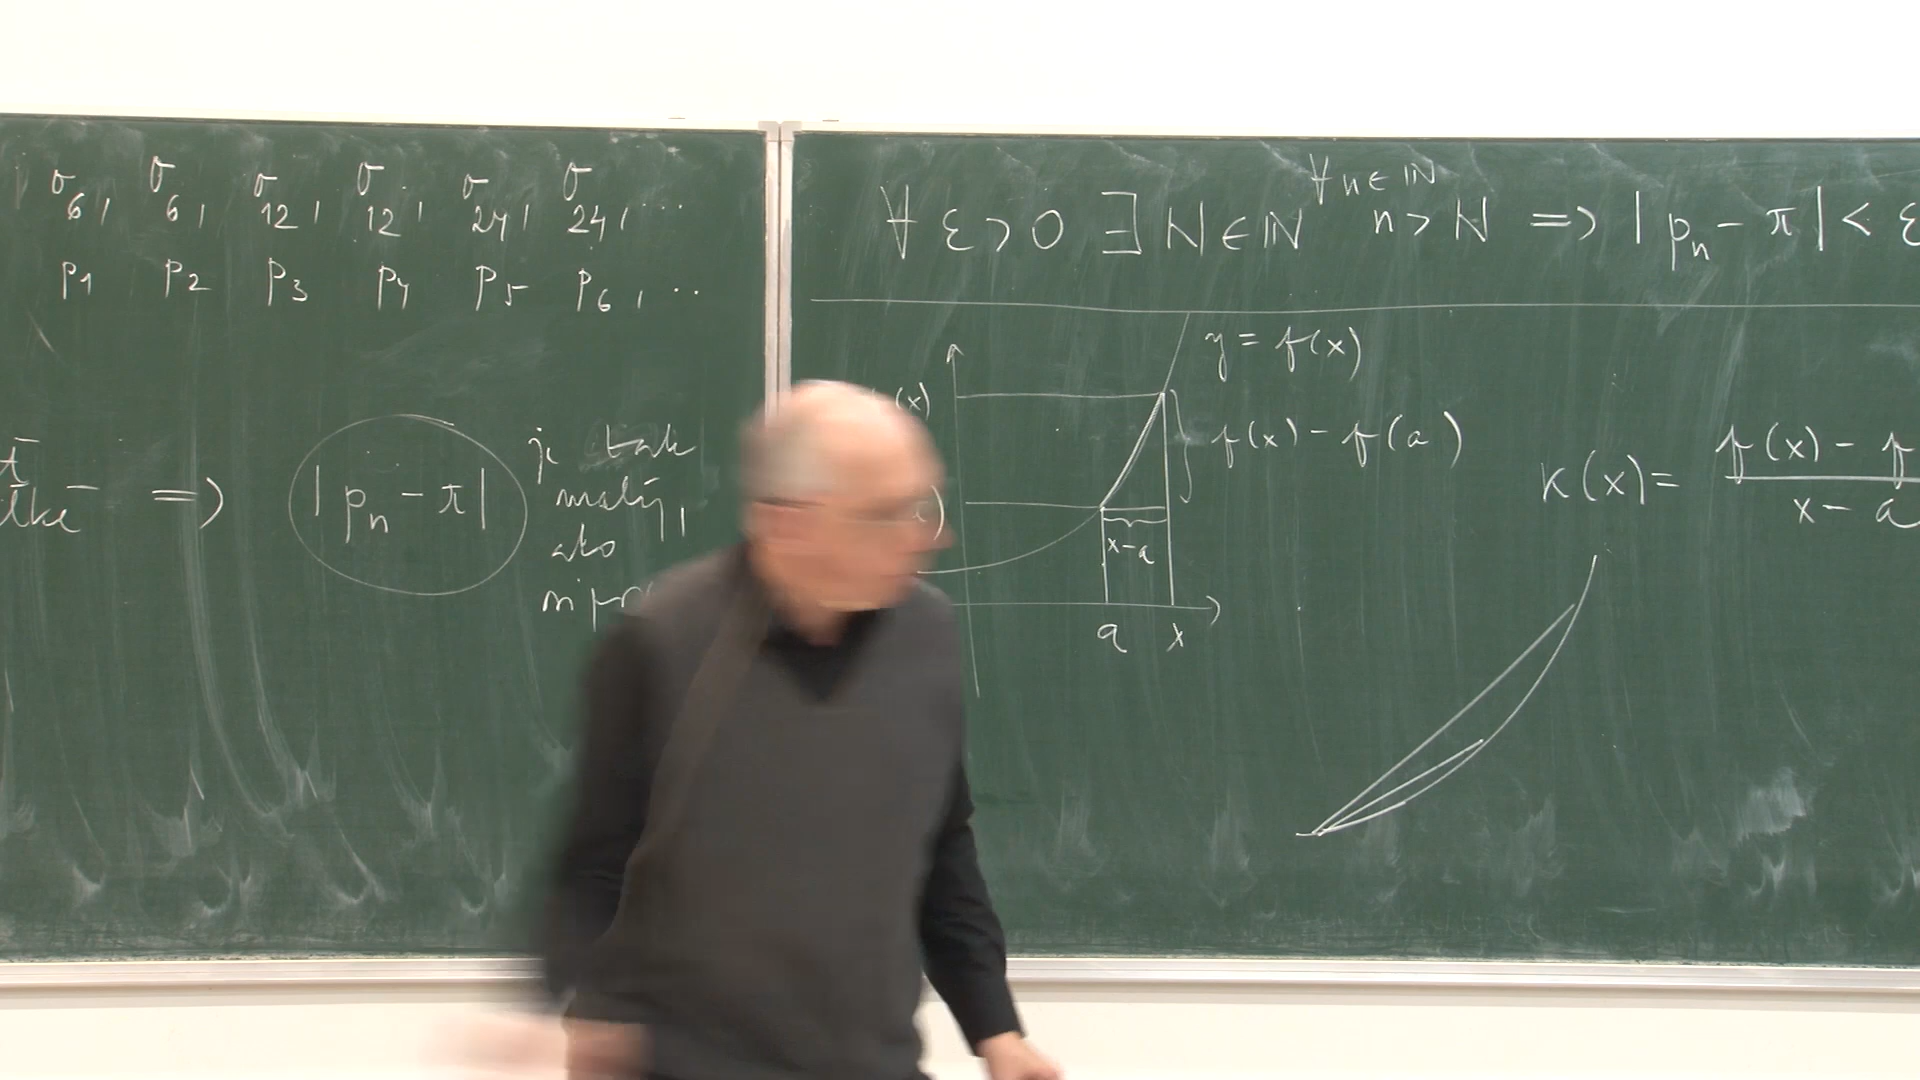 σ6, σ6, σ12, σ12, σ24, σ24, ...
p1 p2 p3 p4 p5 p6, ...
=> |pn - π| je tak
malý,
ako
∀n∈ℕ
∀ε>0 ∃N∈ℕ n>N => |pn - π| < ε
y = f(x)
(x)
f(x) - f(a)
κ(x) = f(x) - f
x - a
x-a
a x